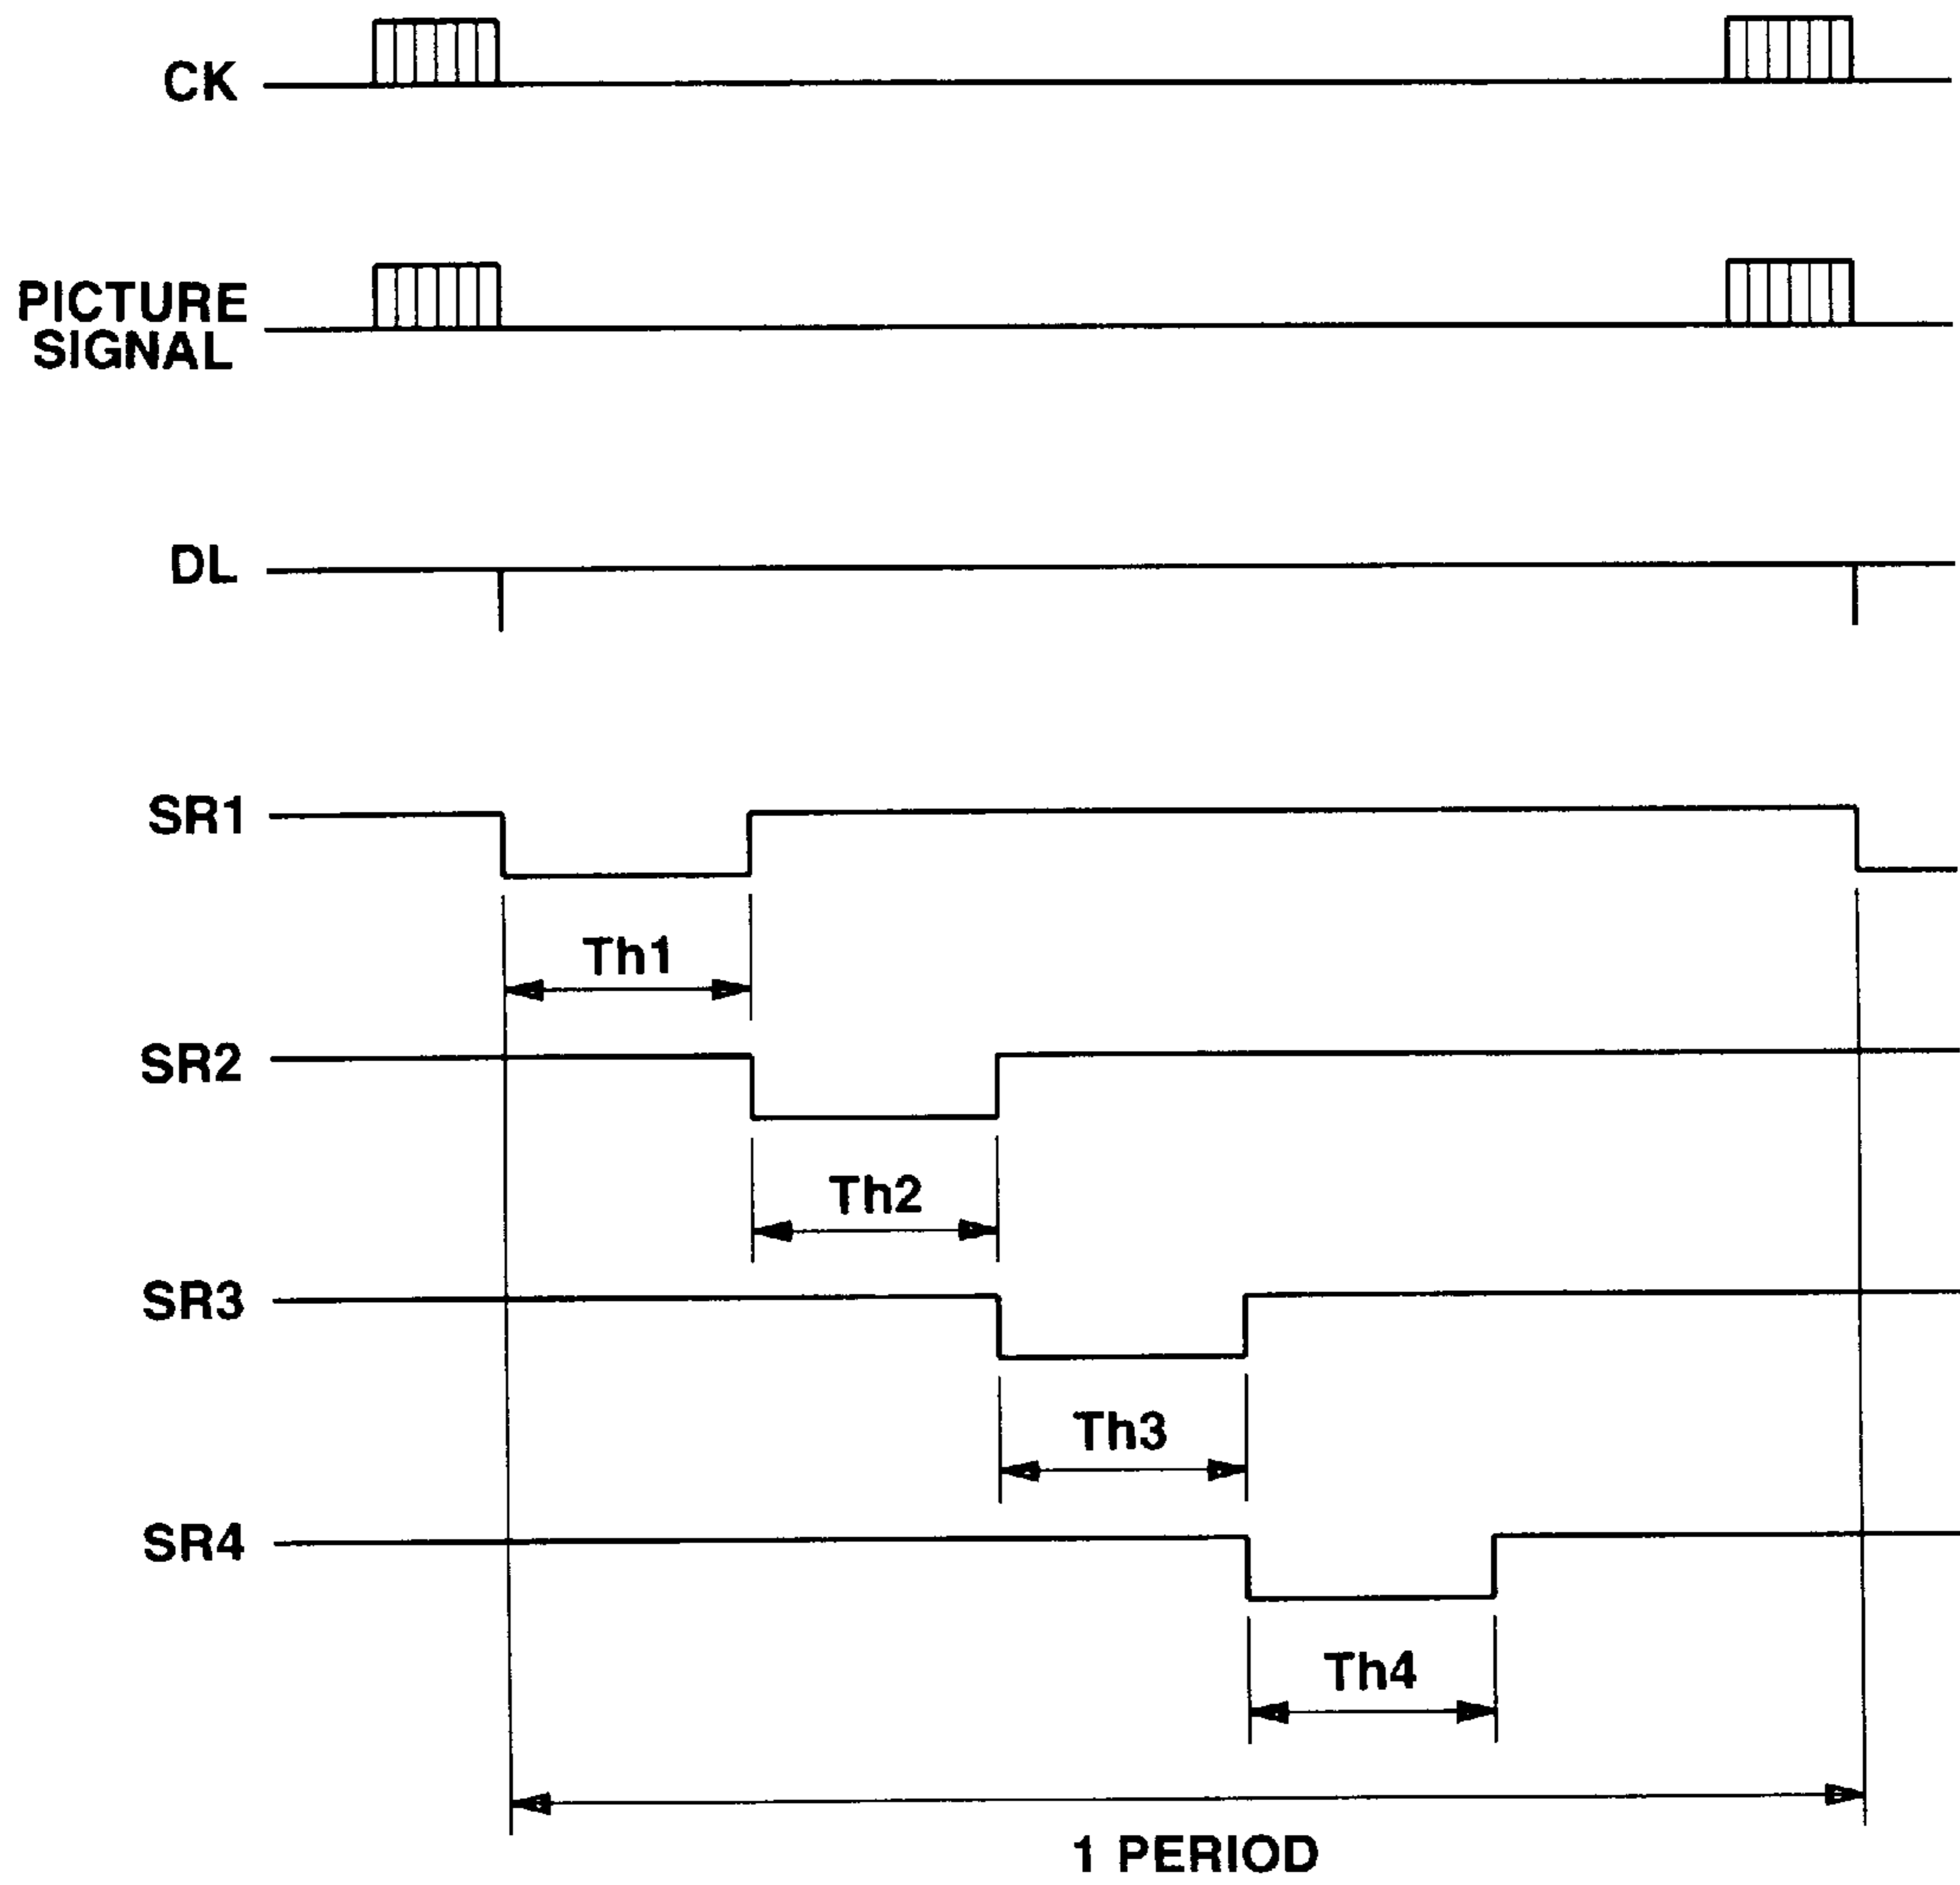 CK
PICTURE
SIGNAL
DL
SR1
Th1
SR2
Th2
SR3
Th3
SR4
Th4
1 PERIOD